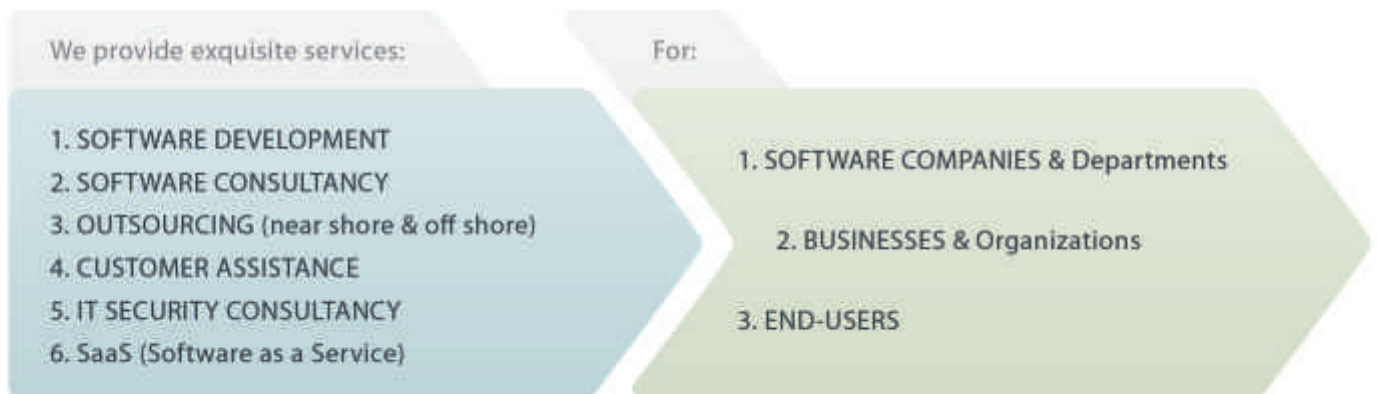 We provide exquisite services:
1. SOFTWARE DEVELOPMENT
2. SOFTWARE CONSULTANCY
3. OUTSOURCING (near shore & off shore)
4. CUSTOMER ASSISTANCE
5. IT SECURITY CONSULTANCY
6. SaaS (Software as a Service)
For:
1. SOFTWARE COMPANIES & Departments
2. BUSINESSES & Organizations
3. END-USERS